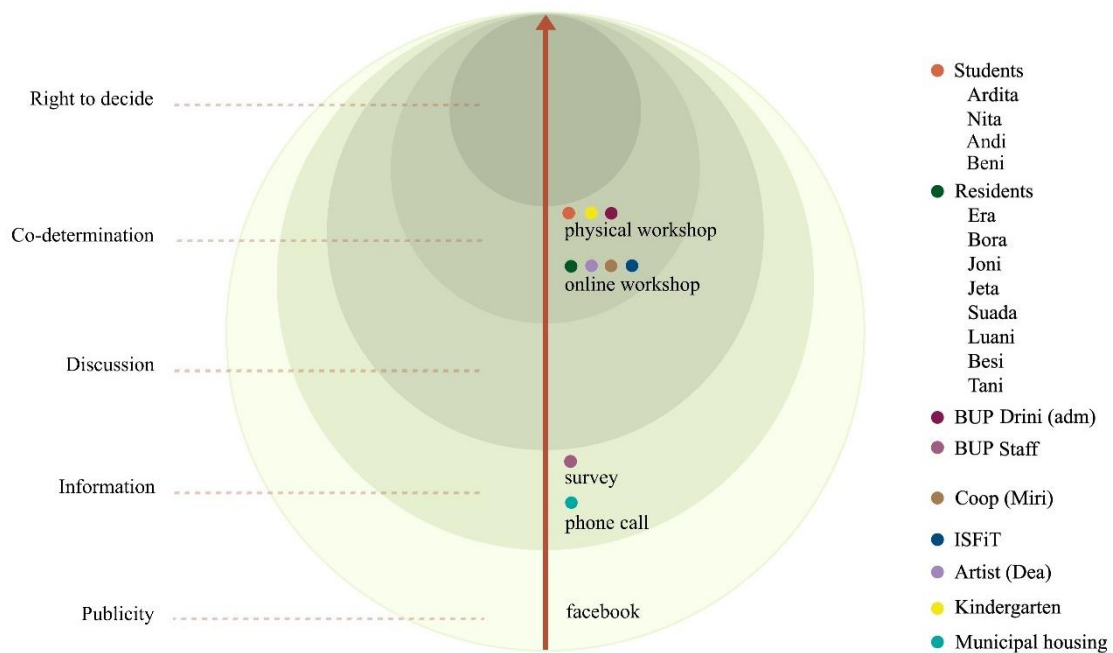 Right to decide
Co-determination
Discussion
Information
Publicity
physical workshop
online workshop
survey
phone call
facebook
Students
Ardita
Nita
Andi
Beni
Residents
Era
Bora
Joni
Jeta
Suada
Luani
Besi
Tani
BUP Drini (adm)
BUP Staff
Coop (Miri)
ISFiT
Artist (Dea)
Kindergarten
Municipal housing